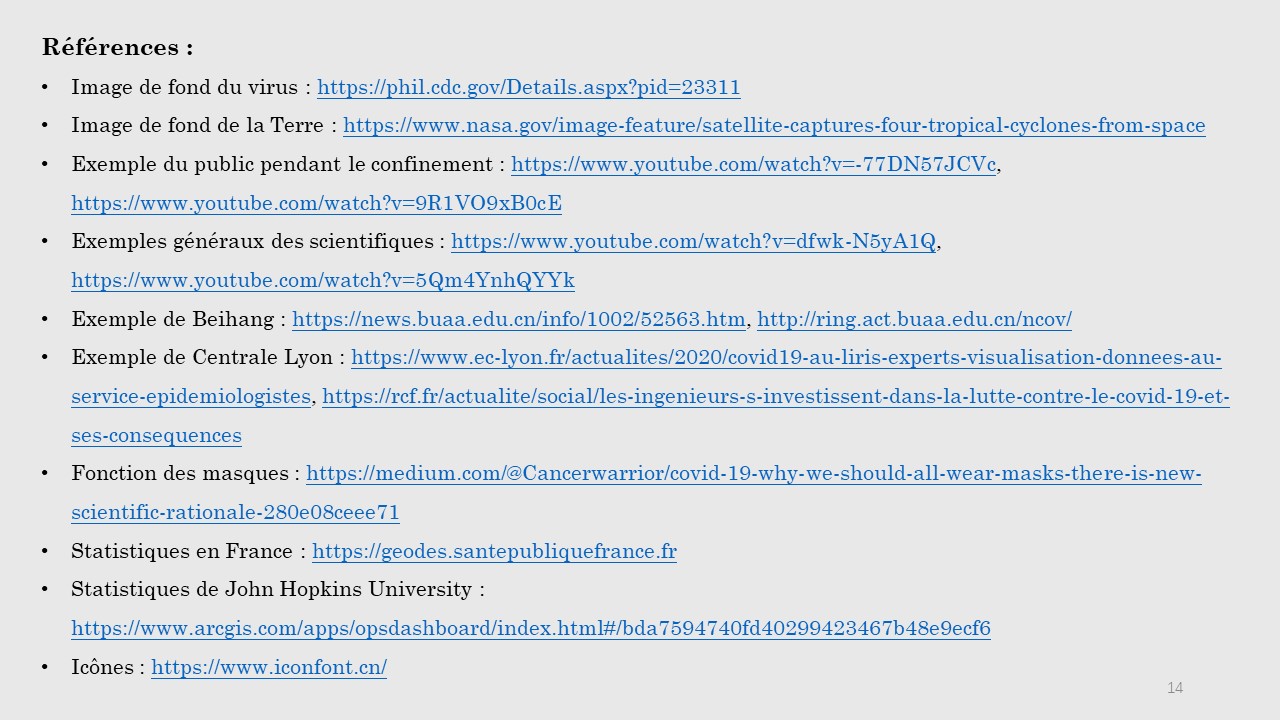 Références :
• Image de fond du virus : https://phil.cdc.gov/Details.aspx?pid=23311
• Image de fond de la Terre : https://www.nasa.gov/image-feature/satellite-captures-four-tropical-cyclones-from-space
• Exemple du public pendant le confinement : https://www.youtube.com/watch?v=-77DN57JCVc,
https://www.youtube.com/watch?v=9R1VO9xB0cE
• Exemples généraux des scientifiques : https://www.youtube.com/watch?v=dfwk-N5yA1Q,
https://www.youtube.com/watch?v=5Qm4YnhQYYk
• Exemple de Beihang : https://news.buaa.edu.cn/info/1002/52563.htm, http://ring.act.buaa.edu.cn/ncov/
• Exemple de Centrale Lyon : https://www.ec-lyon.fr/actualites/2020/covid19-au-liris-experts-visualisation-donnees-au-
service-epidemiologistes, https://rcf.fr/actualite/social/les-ingenieurs-s-investissent-dans-la-lutte-contre-le-covid-19-et-
ses-consequences
• Fonction des masques : https://medium.com/@Cancerwarrior/covid-19-why-we-should-all-wear-masks-there-is-new-
scientific-rationale-280e08ceee71
• Statistiques en France : https://geodes.santepubliquefrance.fr
• Statistiques de John Hopkins University :
https://www.arcgis.com/apps/opsdashboard/index.html#/bda7594740fd40299423467b48e9ecf6
• Icônes : https://www.iconfont.cn/
14